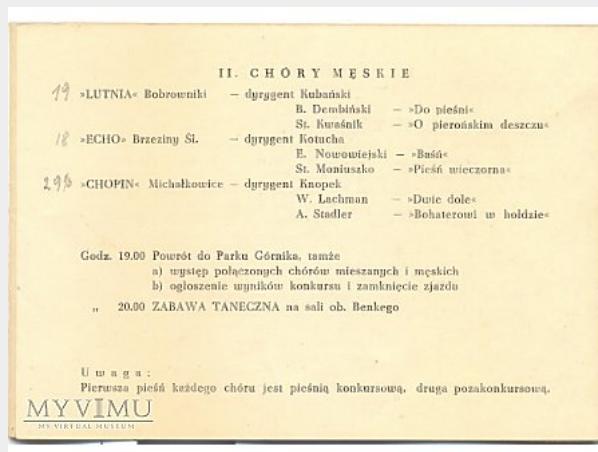 II. CHÓRY MĘSKIE
19 »LUTNIA« Bobrowniki — dyrygent Kubański
B. Dembiński — »Do pieśni«
St. Kwaśnik — »O pierońskim deszczu«
18 »ECHO» Brzeziny Śl. — dyrygent Kotucha
F. Nowowiejski — »Baśń«
St. Moniuszko — »Pieśń wieczorna«
29 »CHOPIN« Michałkowice — dyrygent Knopek
W. Lachman — »Dwie dole«
A. Stadler — »Bohaterowi w hołdzie«
Godz. 19.00 Powrót do Parku Górnika, tamże
a) występ połączonych chórów mieszanych i męskich
b) ogłoszenie wyników konkursu i zamknięcie zjazdu
„ 20.00 ZABAWA TANECZNA na sali ob. Benkego
Uwaga:
Pierwsza pieśń każdego chóru jest pieśnią konkursową, druga pozakonkursową.
MYVIMU
MY VIRTUAL MUSEUM